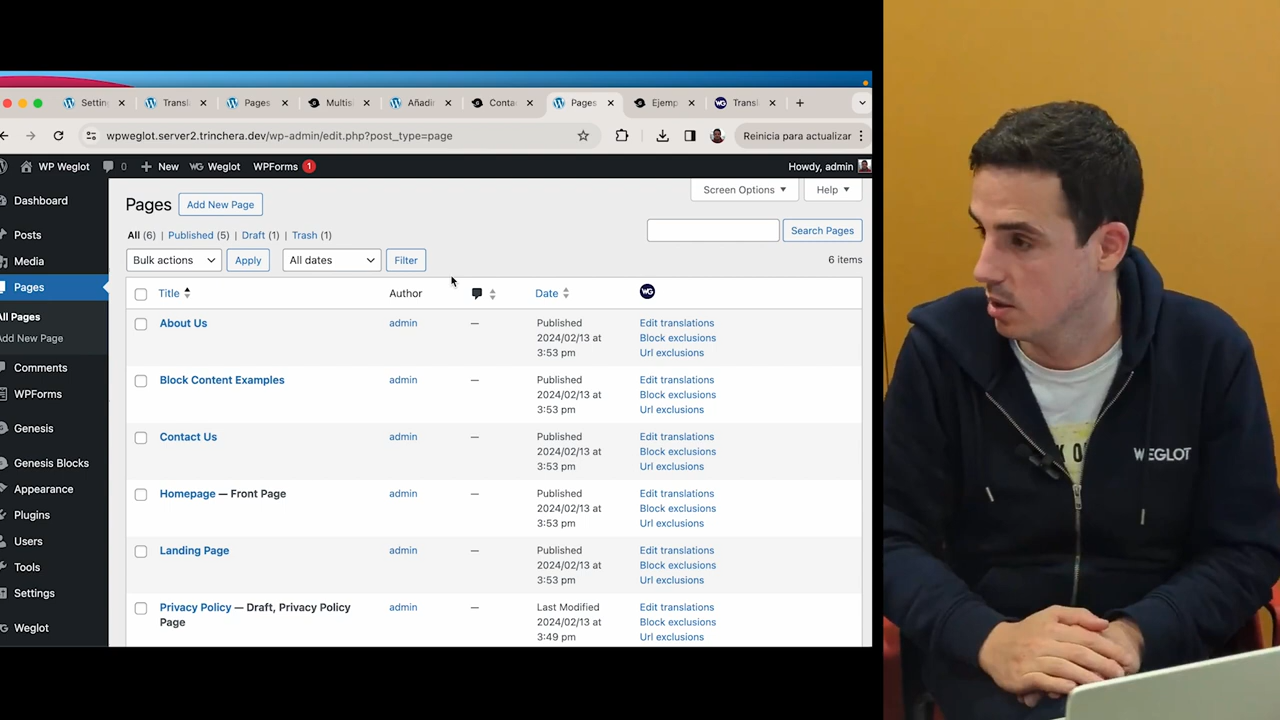 Settin
Transl
Pages
Multisi
Añadir
Conta
Pages
Ejemp
WG Transl
wpweglot.server2.trinchera.dev/wp-admin/edit.php?post_type=page
Reinicia para actualizar
WP Weglot 0 New WG Weglot WPForms 1 Howdy, admin
Dashboard
Posts
Media
Pages
All Pages
Add New Page
Comments
WPForms
Genesis
Genesis Blocks
Appearance
Plugins
Users
Tools
Settings
Weglot
Screen Options Help
Pages Add New Page
All (6) | Published (5) | Draft (1) | Trash (1)
Search Pages
Bulk actions Apply All dates Filter 6 items
Title Author Date WG
About Us admin — Published 2024/02/13 at 3:53 pm
Edit translations
Block exclusions
Url exclusions
Block Content Examples admin — Published 2024/02/13 at 3:53 pm
Edit translations
Block exclusions
Url exclusions
Contact Us admin — Published 2024/02/13 at 3:53 pm
Edit translations
Block exclusions
Url exclusions
Homepage — Front Page admin — Published 2024/02/13 at 3:53 pm
Edit translations
Block exclusions
Url exclusions
Landing Page admin — Published 2024/02/13 at 3:53 pm
Edit translations
Block exclusions
Url exclusions
Privacy Policy — Draft, Privacy Policy Page admin — Last Modified 2024/02/13 at 3:49 pm
Edit translations
Block exclusions
Url exclusions
WEGLOT